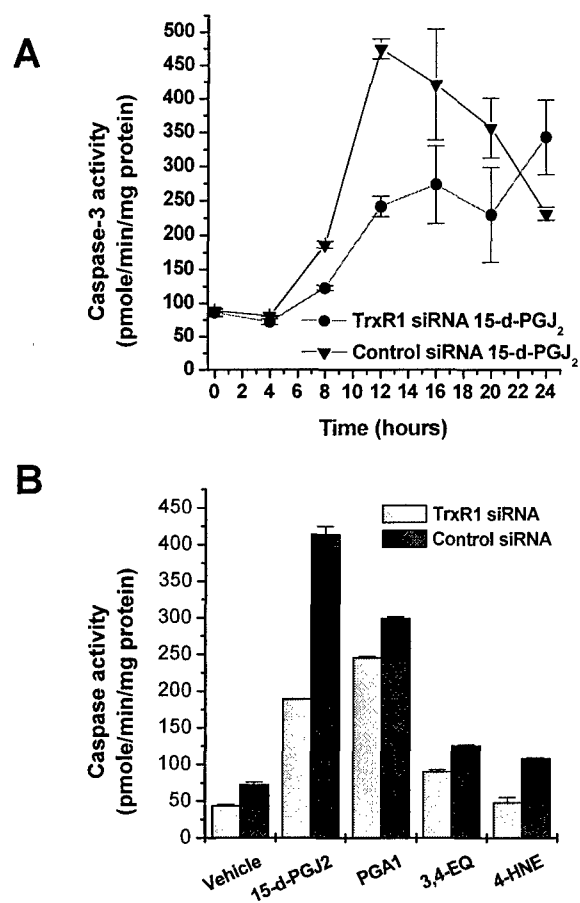 A
Caspase-3 activity
(pmole/min/mg protein)
500
450
400
350
300
250
200
150
100
50
0
TrxR1 siRNA 15-d-PGJ2
Control siRNA 15-d-PGJ2
0 2 4 6 8 10 12 14 16 18 20 22 24
Time (hours)
B
Caspase activity
(pmole/min/mg protein)
450
400
350
300
250
200
150
100
50
0
TrxR1 siRNA
Control siRNA
Vehicle
15-d-PGJ2
PGA1
3,4-EQ
4-HNE